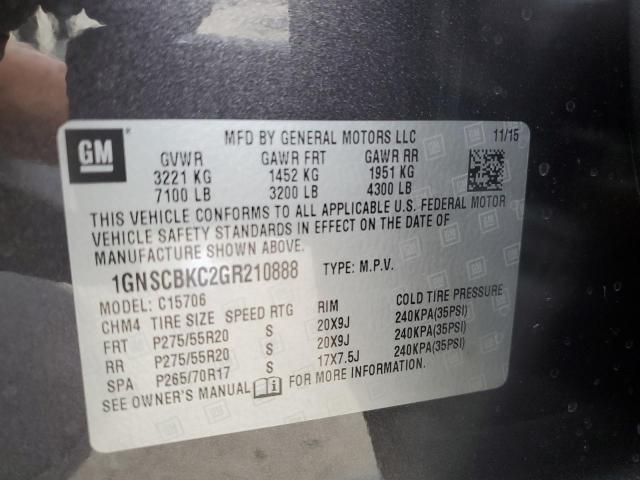 GM MFD BY GENERAL MOTORS LLC 11/15
GVWR GAWR FRT GAWR RR
3221 KG 1452 KG 1951 KG
7100 LB 3200 LB 4300 LB
THIS VEHICLE CONFORMS TO ALL APPLICABLE U.S. FEDERAL MOTOR
VEHICLE SAFETY STANDARDS IN EFFECT ON THE DATE OF
MANUFACTURE SHOWN ABOVE.
1GNSCBKC2GR210888 TYPE: M.P.V.
MODEL: C15706
CHM4 TIRE SIZE SPEED RTG RIM COLD TIRE PRESSURE
FRT P275/55R20 S 20X9J 240KPA(35PSI)
RR P275/55R20 S 20X9J 240KPA(35PSI)
SPA P265/70R17 S 17X7.5J 240KPA(35PSI)
SEE OWNER'S MANUAL i FOR MORE INFORMATION.